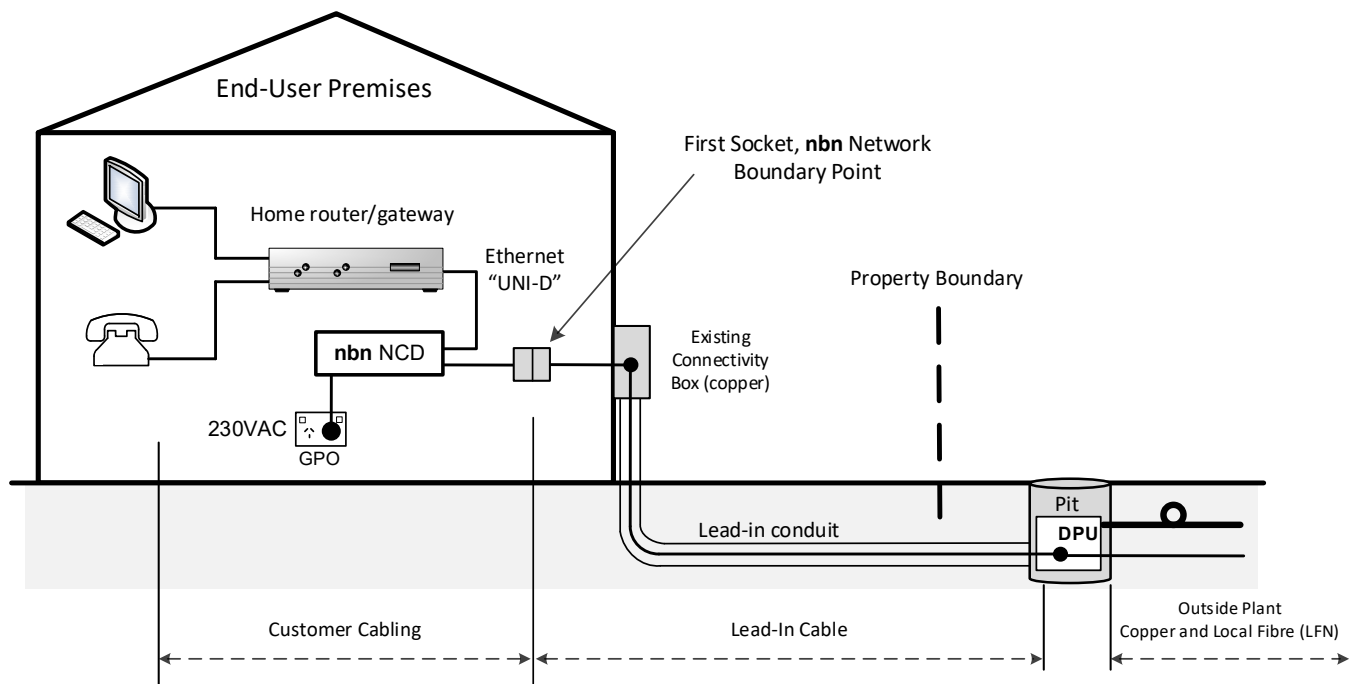 End-User Premises
First Socket, nbn Network
Boundary Point
Home router/gateway
Ethernet
“UNI-D”
Property Boundary
nbn NCD
Existing
Connectivity
Box (copper)
230VAC
GPO
Pit
DPU
Lead-in conduit
Customer Cabling
Lead-In Cable
Outside Plant
Copper and Local Fibre (LFN)